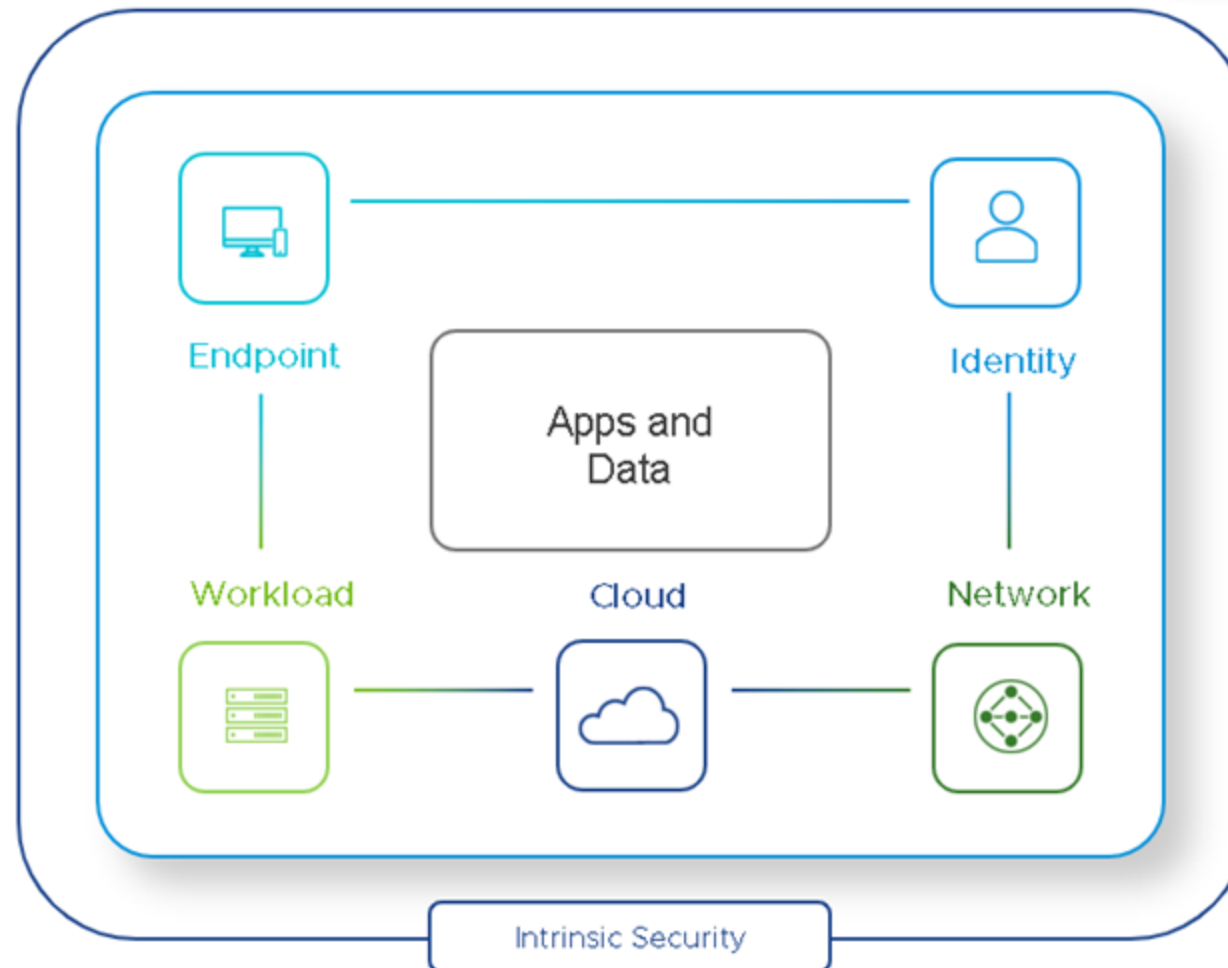 Endpoint
Identity
Apps and
Data
Workload
Cloud
Network
Intrinsic Security